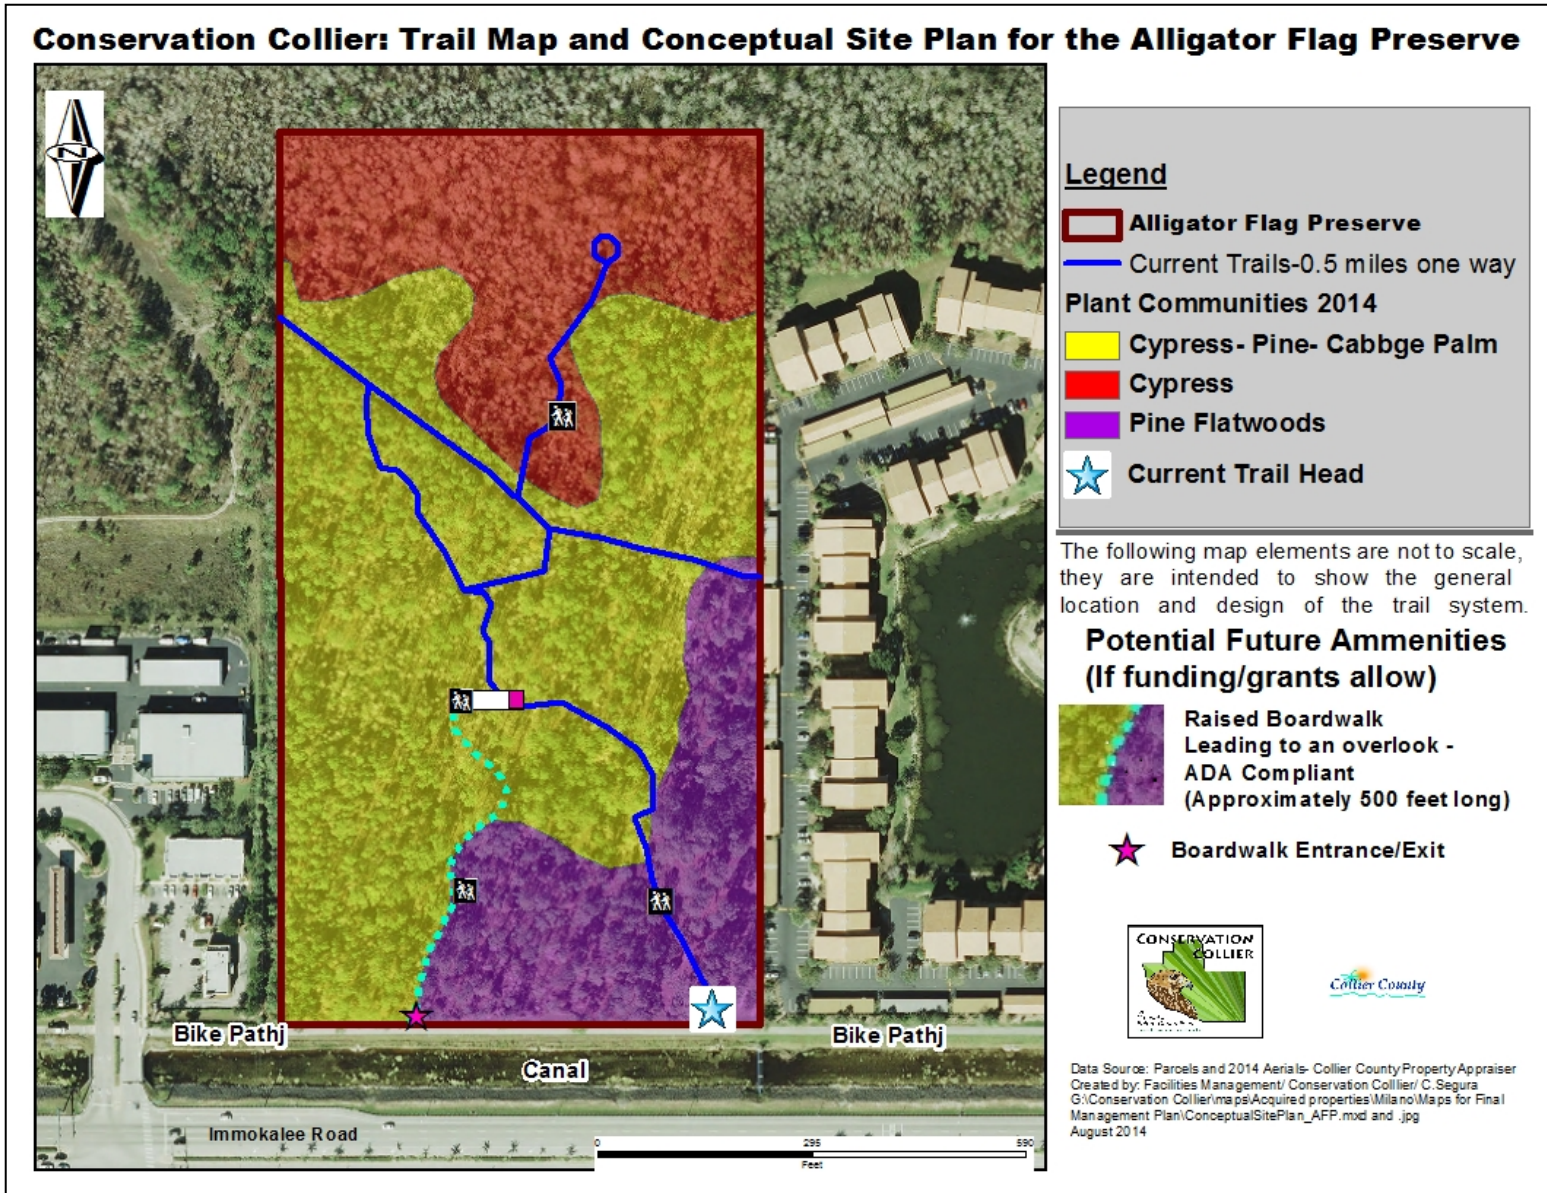 Conservation Collier: Trail Map and Conceptual Site Plan for the Alligator Flag Preserve
N
Legend
Alligator Flag Preserve
Current Trails-0.5 miles one way
Plant Communities 2014
Cypress- Pine- Cabbge Palm
Cypress
Pine Flatwoods
Current Trail Head
The following map elements are not to scale,
they are intended to show the general
location and design of the trail system.
Potential Future Ammenities
(If funding/grants allow)
Raised Boardwalk
Leading to an overlook -
ADA Compliant
(Approximately 500 feet long)
Boardwalk Entrance/Exit
CONSERVATION
COLLIER
Collier County
Bike Pathj
Bike Pathj
Canal
Immokalee Road
0 295 590
Feet
Data Source: Parcels and 2014 Aerials- Collier County Property Appraiser
Created by: Facilities Management/ Conservation Colllier/ C.Segura
G:\Conservation Collier\maps\Acquired properties\Milano\Maps for Final
Management Plan\ConceptualSitePlan_AFP.mxd and .jpg
August 2014